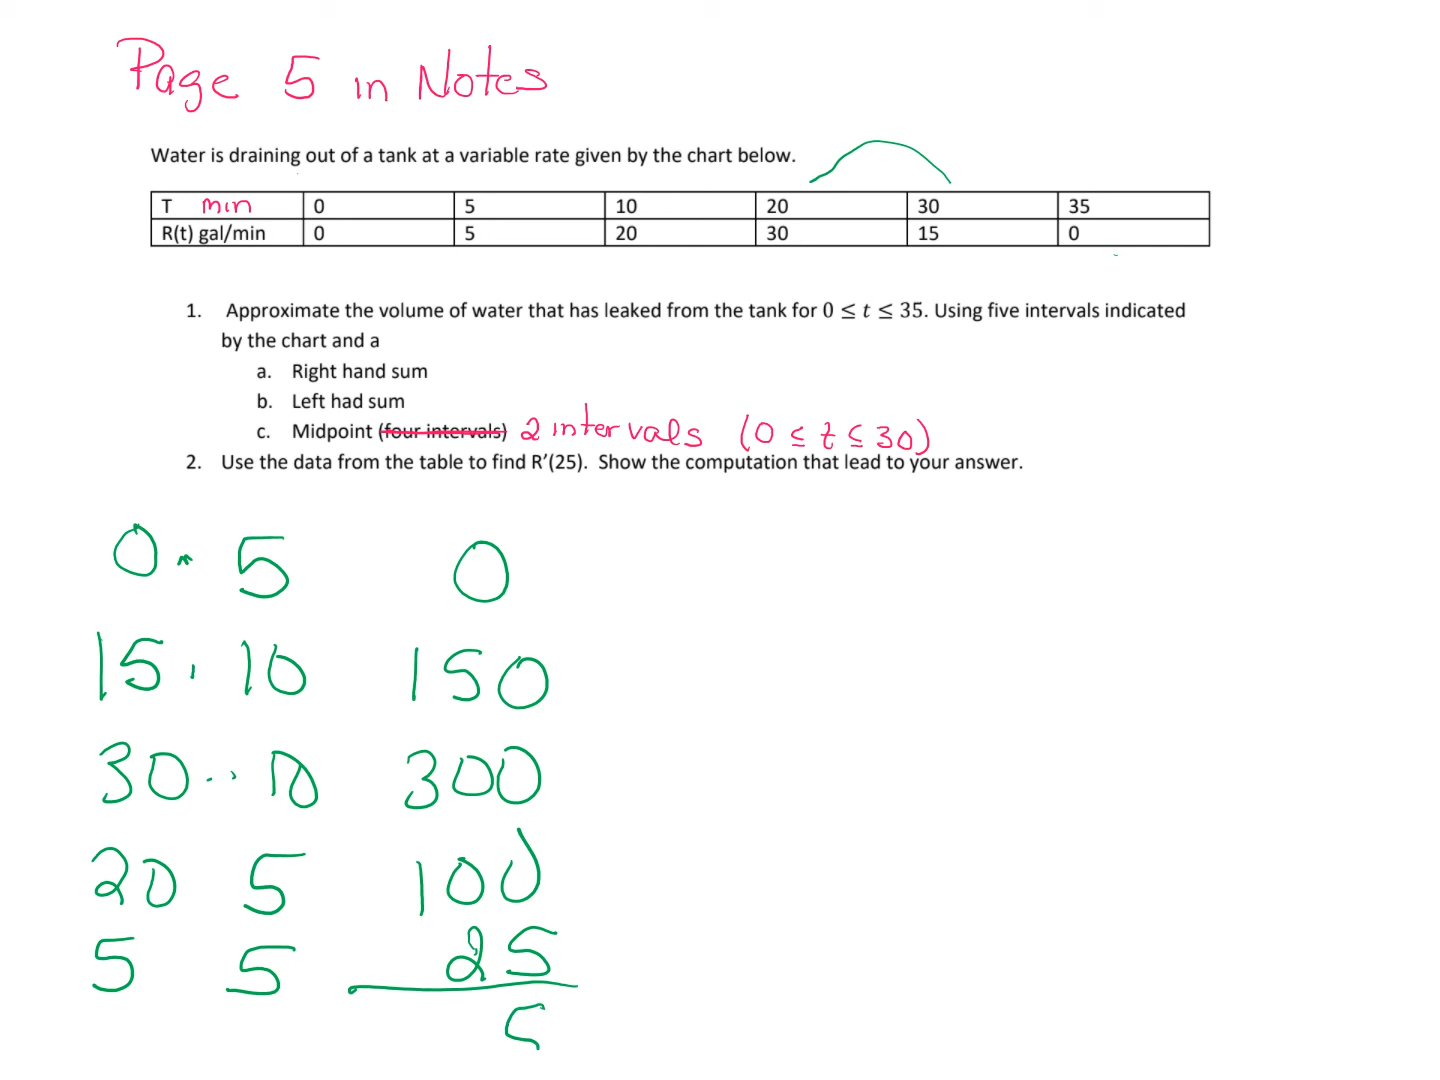 Page 5 in Notes
Water is draining out of a tank at a variable rate given by the chart below.
T min 0 5 10 20 30 35
R(t) gal/min 0 5 20 30 15 0
1. Approximate the volume of water that has leaked from the tank for 0 ≤ t ≤ 35. Using five intervals indicated
by the chart and a
a. Right hand sum
b. Left had sum
c. Midpoint (four intervals) 2 intervals (0 ≤ t ≤ 30)
2. Use the data from the table to find R’(25). Show the computation that lead to your answer.
0 · 5 0
15 · 10 150
30 · · 10 300
20 5 100
5 5 25
5